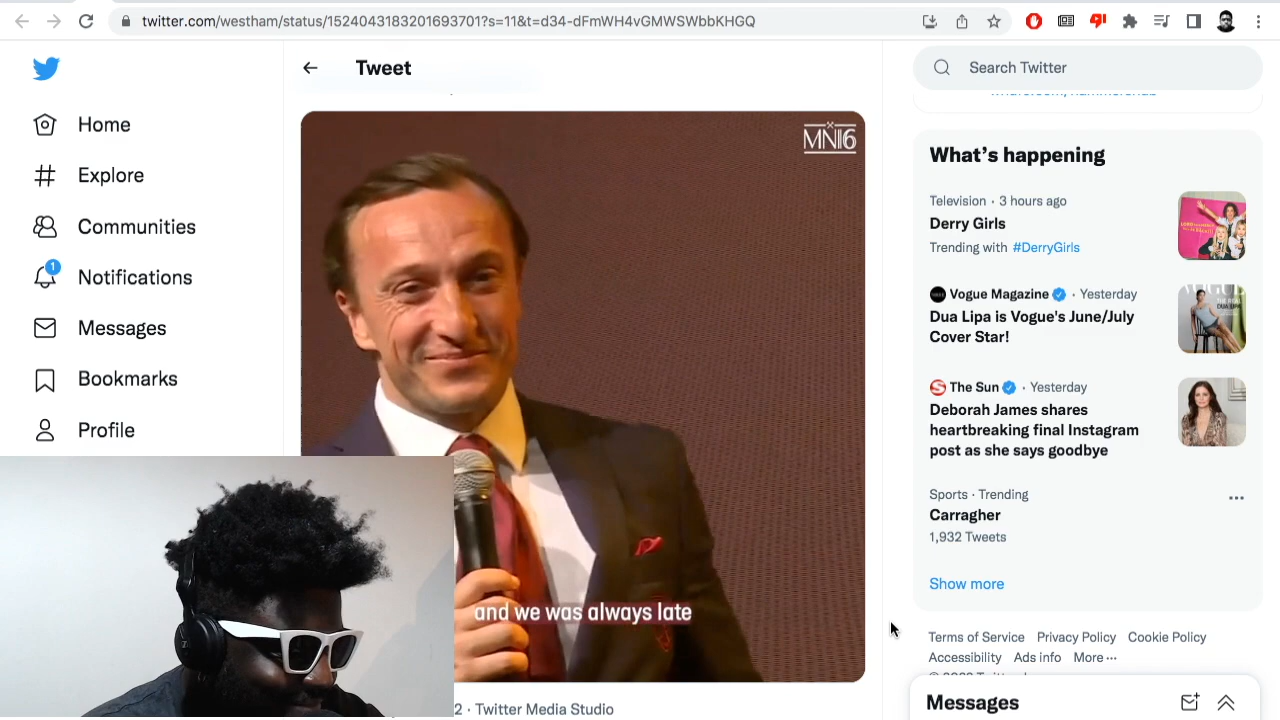 twitter.com/westham/status/1524043183201693701?s=11&t=d34-dFmWH4vGMWSWbbKHGQ
Tweet
Search Twitter
Home
Explore
Communities
1
Notifications
Messages
Bookmarks
Profile
MN16
and we was always late
2 · Twitter Media Studio
What's happening
Television · 3 hours ago
Derry Girls
Trending with #DerryGirls
Vogue Magazine · Yesterday
Dua Lipa is Vogue's June/July
Cover Star!
The Sun · Yesterday
Deborah James shares
heartbreaking final Instagram
post as she says goodbye
Sports · Trending
Carragher
1,932 Tweets
Show more
Terms of Service Privacy Policy Cookie Policy
Accessibility Ads info More ···
Messages